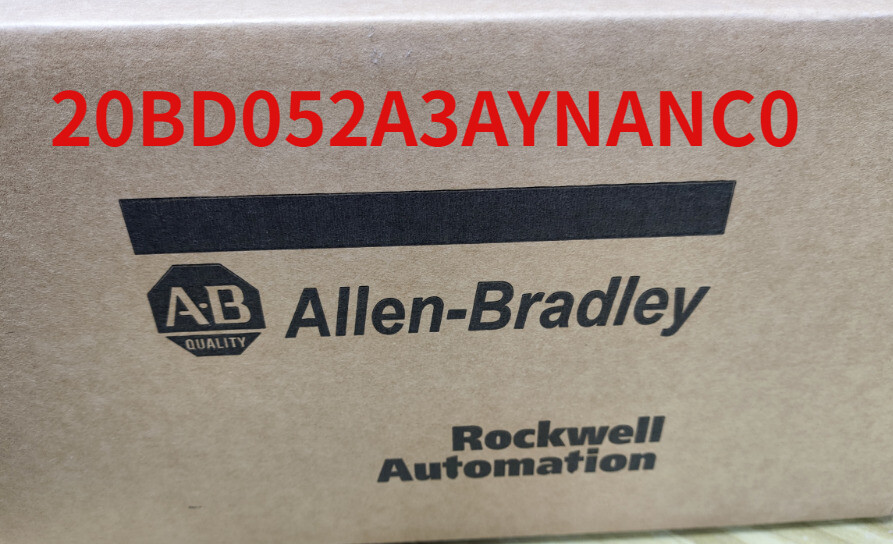 20BD052A3AYNANC0
A·B
QUALITY
Allen-Bradley
Rockwell
Automation